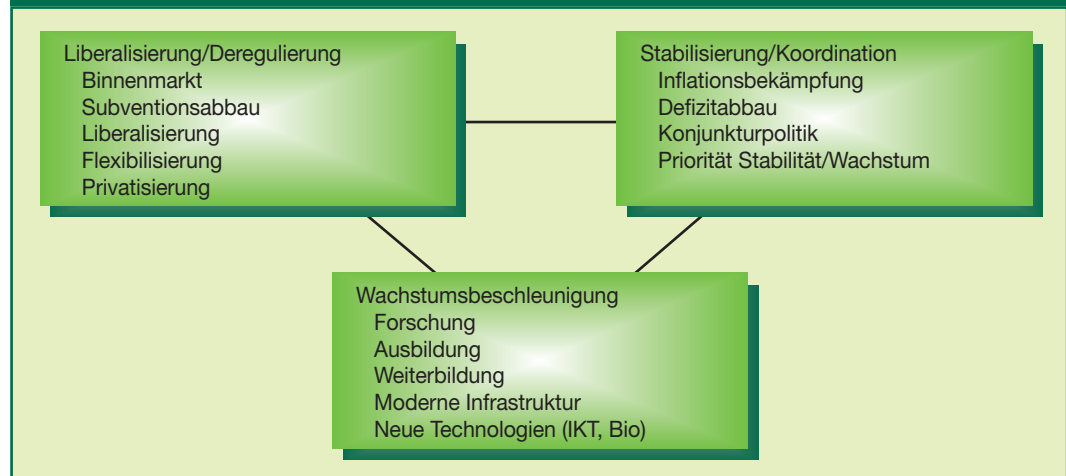 Liberalisierung/Deregulierung
Binnenmarkt
Subventionsabbau
Liberalisierung
Flexibilisierung
Privatisierung
Stabilisierung/Koordination
Inflationsbekämpfung
Defizitabbau
Konjunkturpolitik
Priorität Stabilität/Wachstum
Wachstumsbeschleunigung
Forschung
Ausbildung
Weiterbildung
Moderne Infrastruktur
Neue Technologien (IKT, Bio)